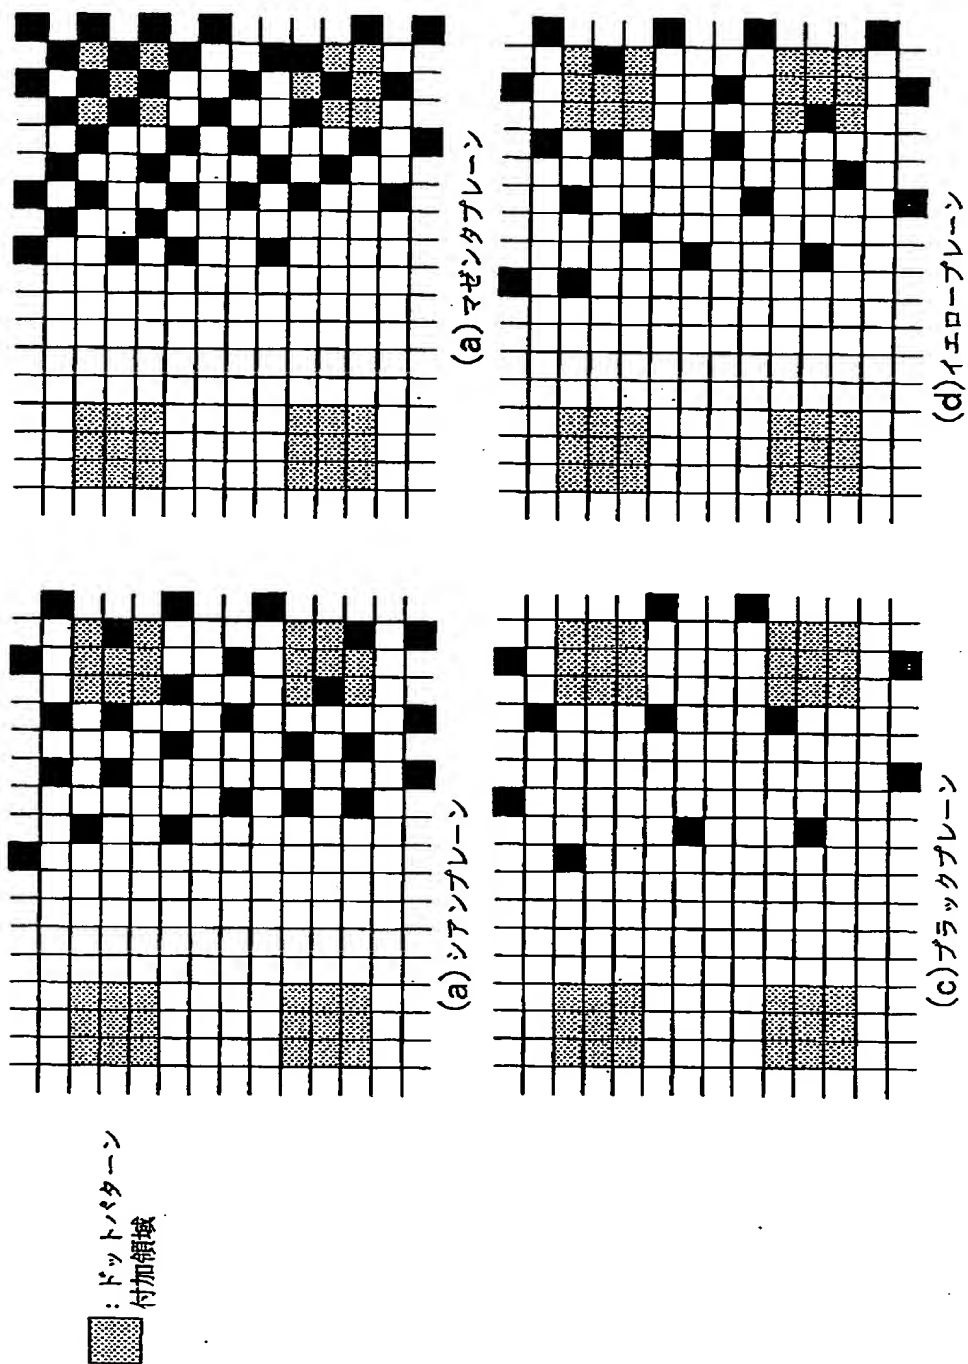 ：ドットパターン
付加領域
(a)シアンプレーン
(a)マゼンタプレーン
(c)ブラックプレーン
(d)イエロープレーン